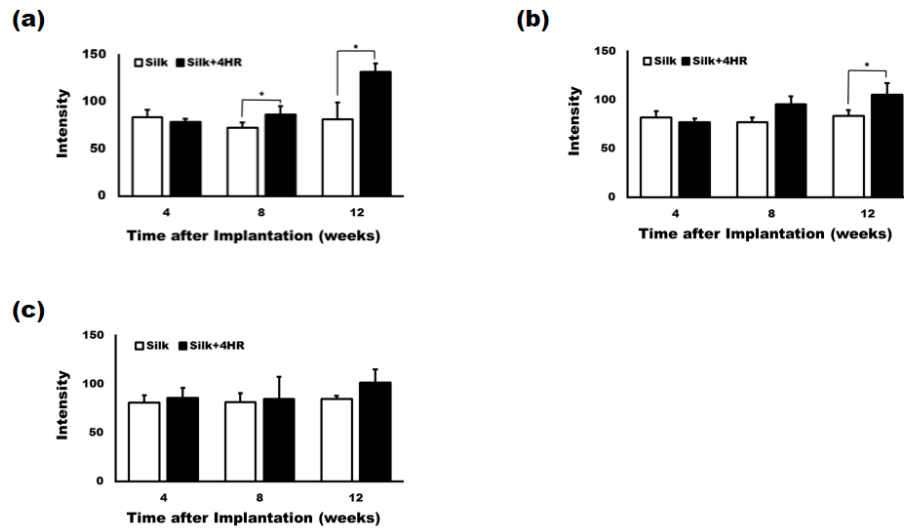 (a)
150
Silk Silk+4HR
*
*
100
Intensity
50
0
4 8 12
Time after Implantation (weeks)
(b)
150
Silk Silk+4HR
*
100
Intensity
50
0
4 8 12
Time after Implantation (weeks)
(c)
150
Silk Silk+4HR
100
Intensity
50
0
4 8 12
Time after Implantation (weeks)